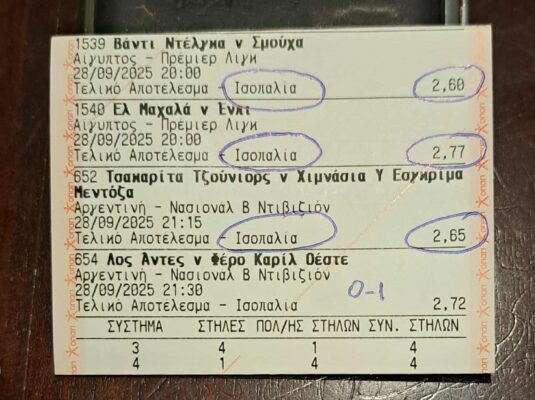 1539 Βάντι Ντέλγκα ν Σμούχα
Αίγυπτος - Πρέμιερ Λιγκ
28/09/2025 20:00
Τελικό Αποτέλεσμα - Ισοπαλία 2,60
1540 Ελ Μαχαλά ν Ένπι
Αίγυπτος - Πρέμιερ Λιγκ
28/09/2025 20:00
Τελικό Αποτέλεσμα - Ισοπαλία 2,77
652 Τσακαρίτα Τζούνιορς ν Χιμνάσια Υ Εσγκρίμα
Μεντόζα
Αργεντινή - Νασιονάλ Β Ντιβιζιόν
28/09/2025 21:15
Τελικό Αποτέλεσμα - Ισοπαλία 2,65
654 Λος Άντες ν Φέρο Καρίλ Οέστε
Αργεντινή - Νασιονάλ Β Ντιβιζιόν
28/09/2025 21:30 0-1
Τελικό Αποτέλεσμα - Ισοπαλία 2,72
ΣΥΣΤΗΜΑ ΣΤΗΛΕΣ ΠΟΛ/ΗΣ ΣΤΗΛΩΝ ΣΥΝ. ΣΤΗΛΩΝ
3 4 1 4
4 1 4 4